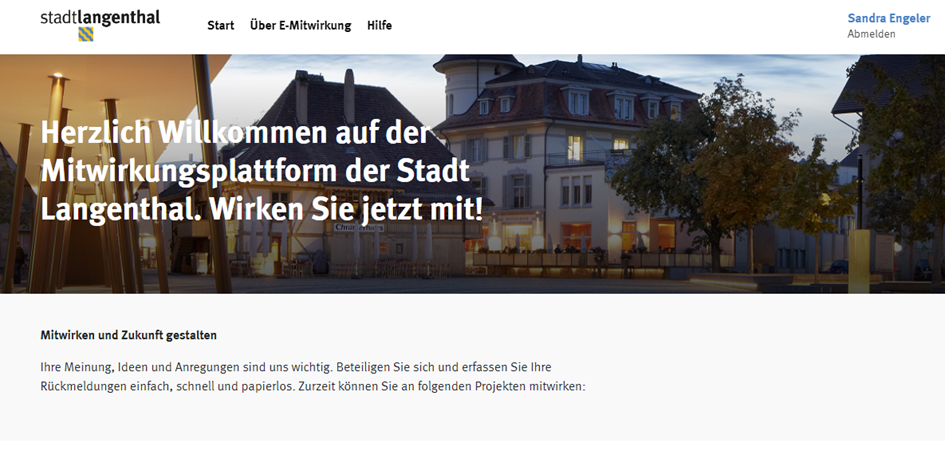 stadtlangenthal
Start Über E-Mitwirkung Hilfe
Sandra Engeler
Abmelden
Herzlich Willkommen auf der
Mitwirkungsplattform der Stadt
Langenthal. Wirken Sie jetzt mit!
Mitwirken und Zukunft gestalten
Ihre Meinung, Ideen und Anregungen sind uns wichtig. Beteiligen Sie sich und erfassen Sie Ihre
Rückmeldungen einfach, schnell und papierlos. Zurzeit können Sie an folgenden Projekten mitwirken: